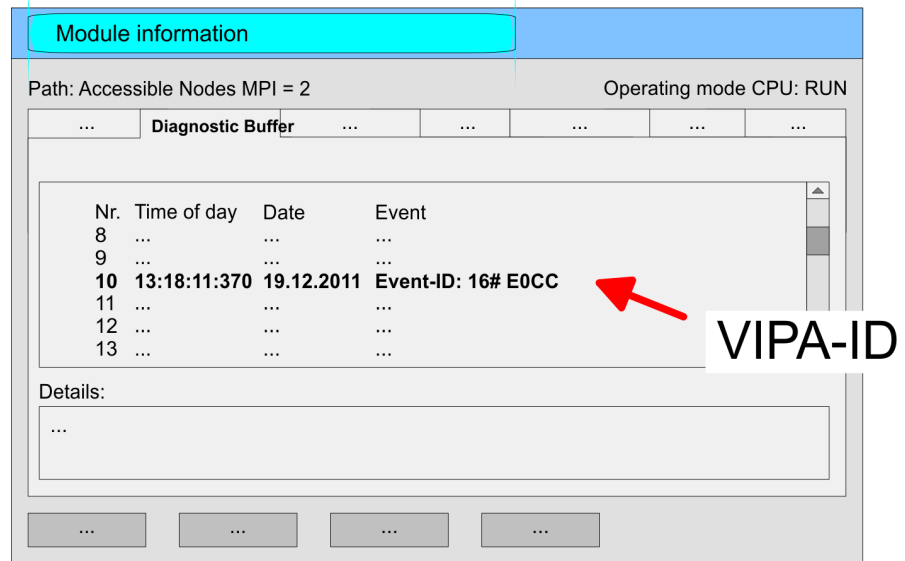 Module information
Path: Accessible Nodes MPI = 2 Operating mode CPU: RUN
... Diagnostic Buffer ... ... ... ... ...
Nr. Time of day Date Event
8 ... ... ...
9 ... ... ...
10 13:18:11:370 19.12.2011 Event-ID: 16# E0CC
11 ... ... ...
12 ... ... ...
13 ... ... ...
VIPA-ID
Details:
...
... ... ... ...